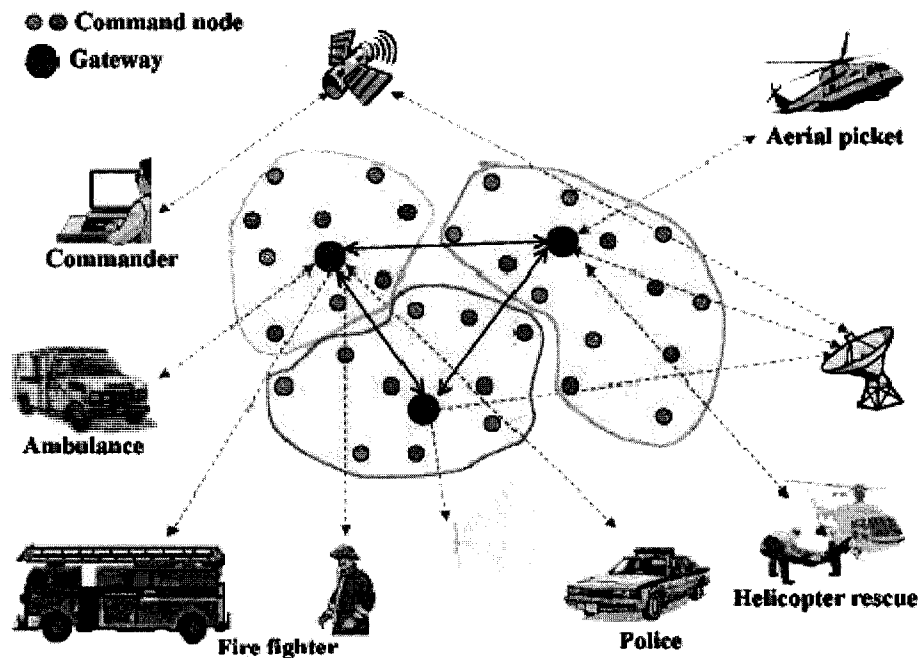 Command node
Gateway
Aerial picket
Commander
Ambulance
Helicopter rescue
Fire fighter
Police